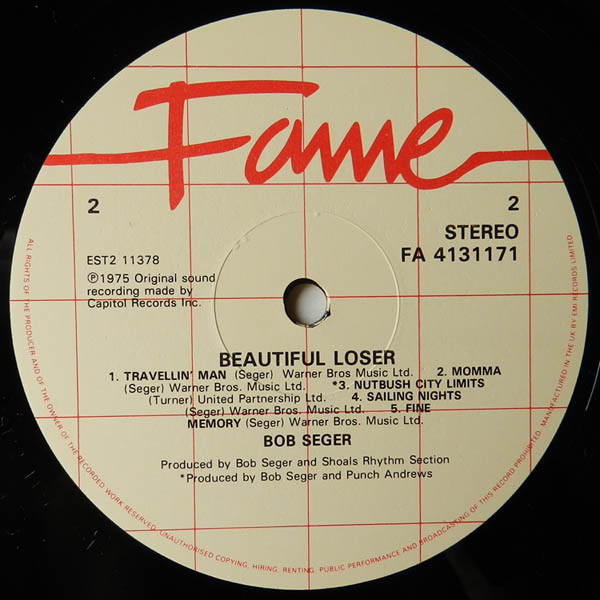 Fame
2
2
STEREO
FA 4131171
EST2 11378
℗1975 Original sound
recording made by
Capitol Records Inc.
BEAUTIFUL LOSER
1. TRAVELLIN' MAN (Seger) Warner Bros Music Ltd. 2. MOMMA
(Seger) Warner Bros. Music Ltd. *3. NUTBUSH CITY LIMITS
(Turner) United Partnership Ltd. 4. SAILING NIGHTS
(Seger) Warner Bros. Music Ltd. 5. FINE
MEMORY (Seger) Warner Bros. Music Ltd.
BOB SEGER
Produced by Bob Seger and Shoals Rhythm Section
*Produced by Bob Seger and Punch Andrews
ALL RIGHTS OF THE PRODUCER AND OF THE OWNER OF THE RECORDED WORK RESERVED. UNAUTHORISED COPYING, HIRING, RENTING, PUBLIC PERFORMANCE AND BROADCASTING OF THIS RECORD PROHIBITED. MANUFACTURED IN THE UK BY EMI RECORDS LIMITED